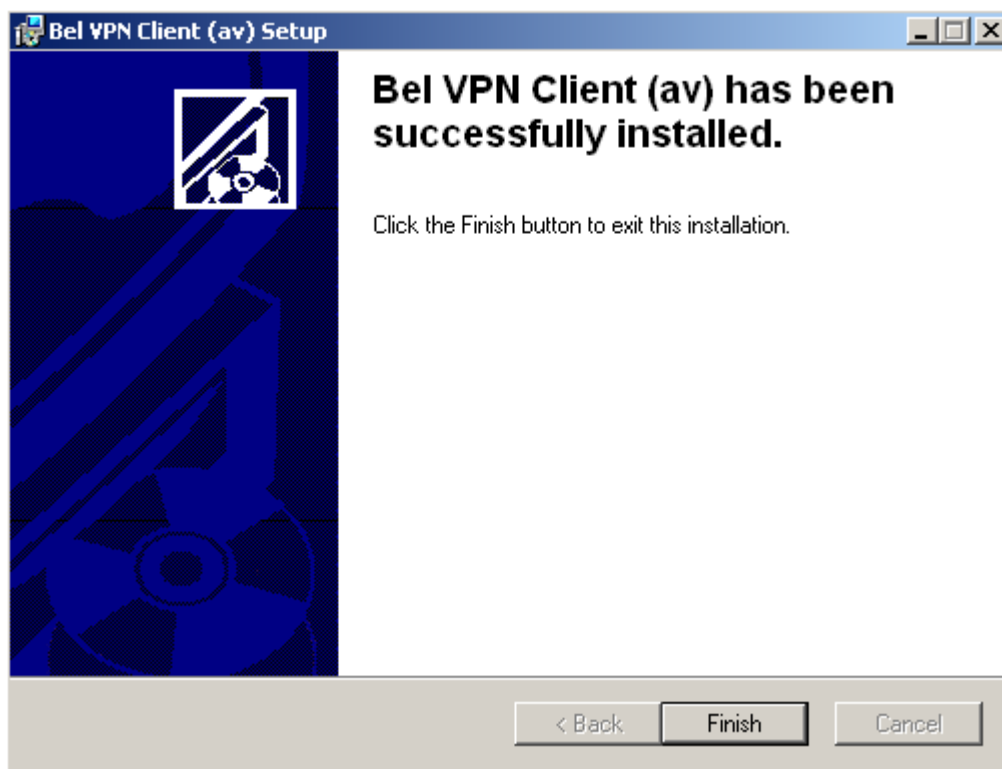 Bel VPN Client (av) Setup
Bel VPN Client (av) has been
successfully installed.
Click the Finish button to exit this installation.
< Back
Finish
Cancel